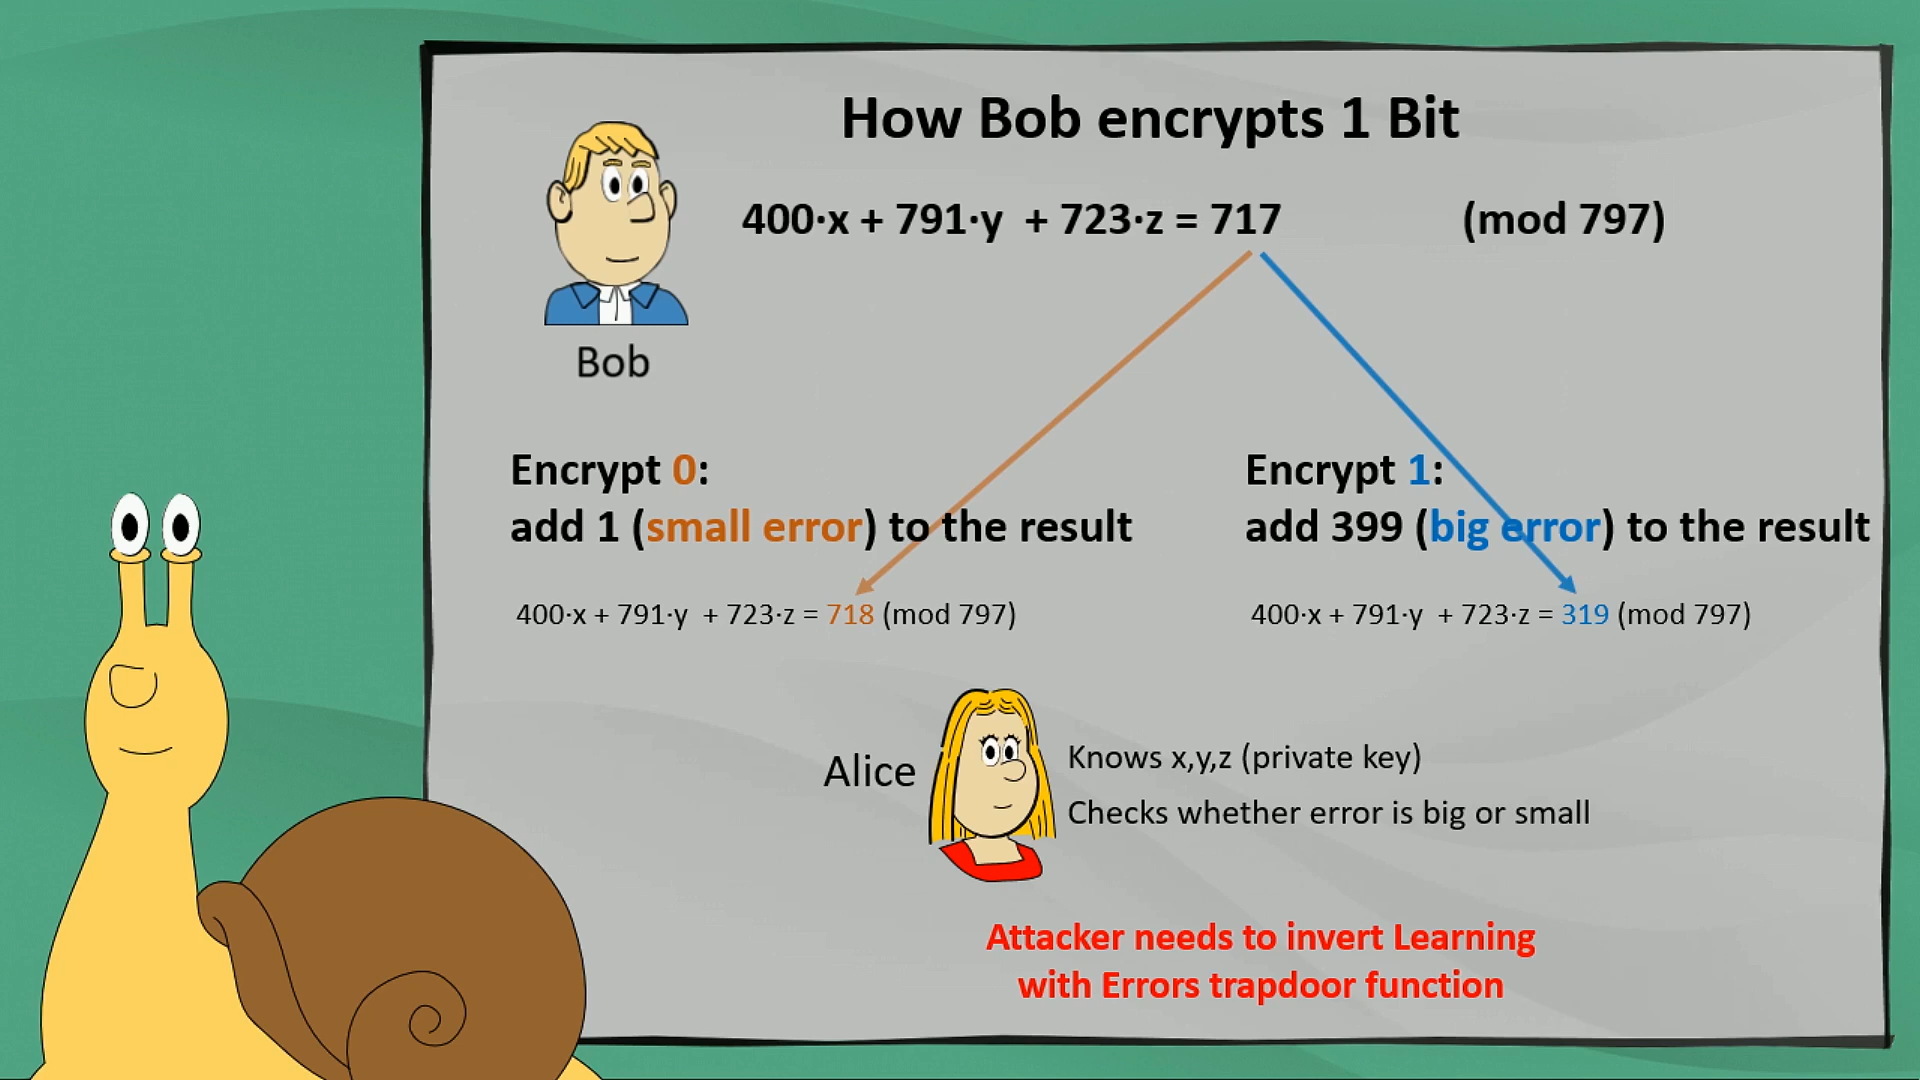 How Bob encrypts 1 Bit
400·x + 791·y + 723·z = 717 (mod 797)
Bob
Encrypt 0:
add 1 (small error) to the result
400·x + 791·y + 723·z = 718 (mod 797)
Encrypt 1:
add 399 (big error) to the result
400·x + 791·y + 723·z = 319 (mod 797)
Alice
Knows x,y,z (private key)
Checks whether error is big or small
Attacker needs to invert Learning
with Errors trapdoor function